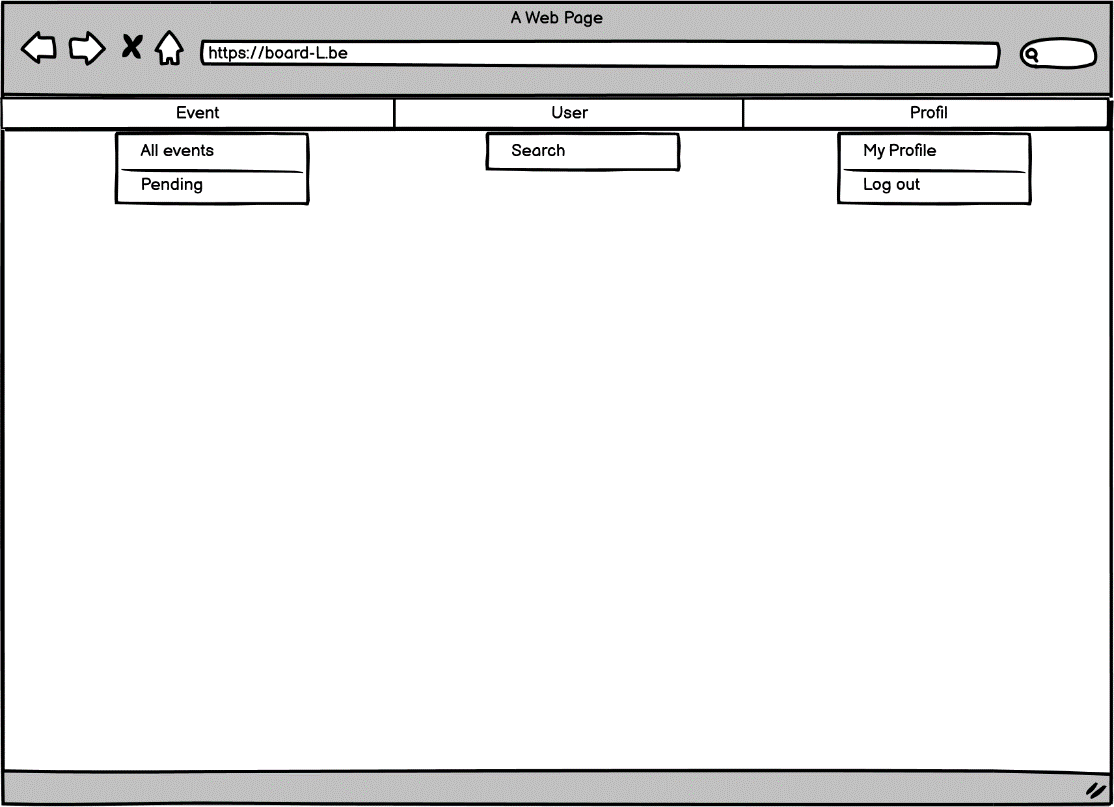 A Web Page
https://board-L.be
Event
User
Profil
All events
Search
My Profile
Pending
Log out